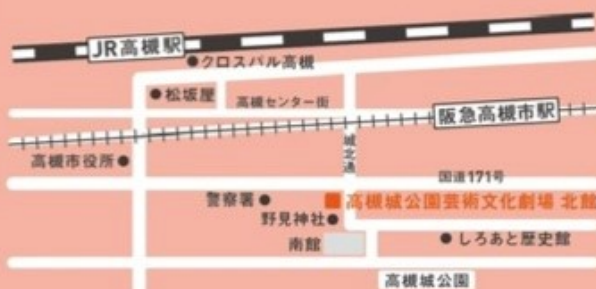 JR高槻駅
クロスパル高槻
松坂屋
高槻センター街
阪急高槻市駅
城北通
高槻市役所
国道171号
警察署
高槻城公園芸術文化劇場 北館
野見神社
南館
しろあと歴史館
高槻城公園